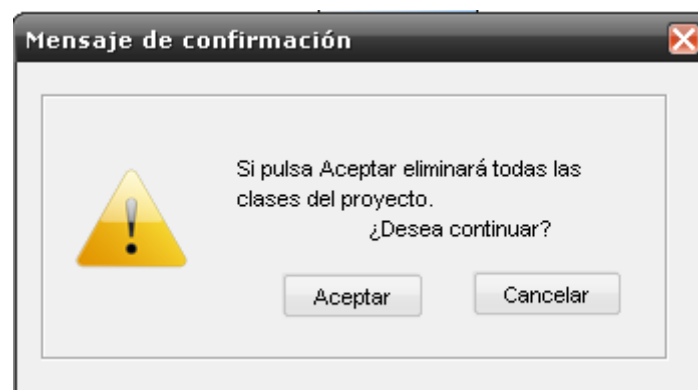 Mensaje de confirmación
Si pulsa Aceptar eliminará todas las
clases del proyecto.
¿Desea continuar?
Aceptar Cancelar